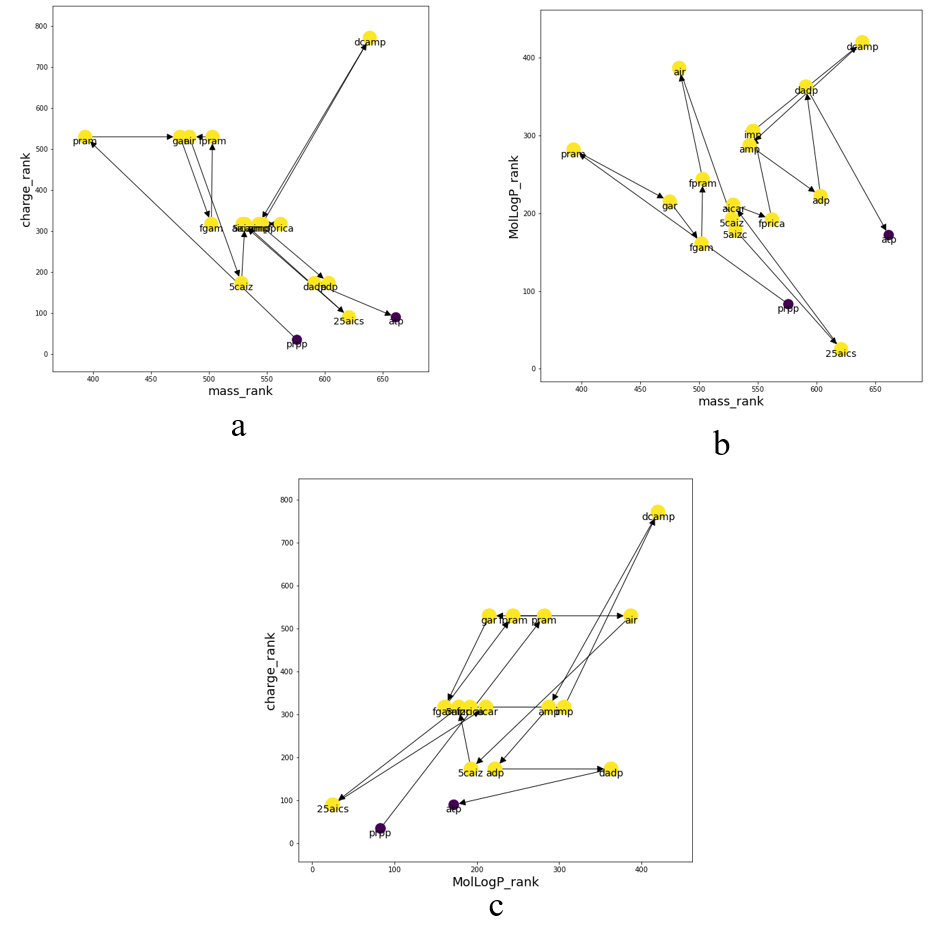 800
700
600
500
400
300
200
100
0
charge_rank
dcamp
pram
gar
air
fpram
fgam
fprica
5caiz
dadp
adp
25aics
atp
prpp
400
450
500
550
600
650
mass_rank
a
400
300
200
100
0
MolLogP_rank
dcamp
air
dadp
imp
amp
pram
fpram
adp
gar
aicar
fprica
5caiz
5aizc
fgam
atp
prpp
25aics
400
450
500
550
600
650
mass_rank
b
800
700
600
500
400
300
200
100
0
charge_rank
dcamp
gar
fpram
pram
air
aicar
amp
imp
5caiz
adp
dadp
25aics
atp
prpp
0
100
200
300
400
MolLogP_rank
c